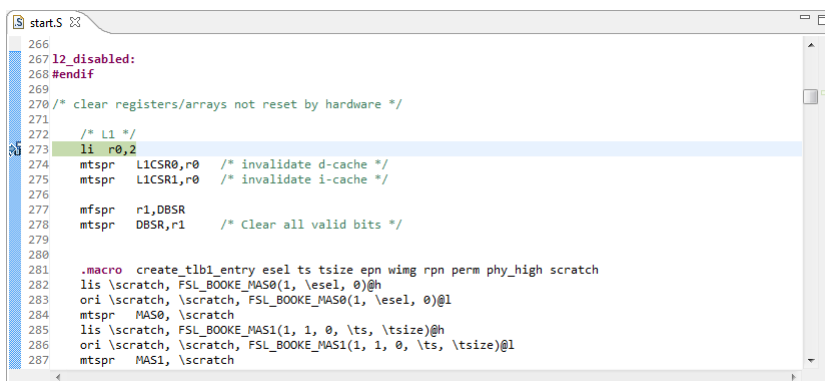 start.S
266
267 l2_disabled:
268 #endif
269
270 /* clear registers/arrays not reset by hardware */
271
272 /* L1 */
273 li r0,2
274 mtspr L1CSR0,r0 /* invalidate d-cache */
275 mtspr L1CSR1,r0 /* invalidate i-cache */
276
277 mfspr r1,DBSR
278 mtspr DBSR,r1 /* Clear all valid bits */
279
280
281 .macro create_tlb1_entry esel ts tsize epn wimg rpn perm phy_high scratch
282 lis \scratch, FSL_BOOKE_MAS0(1, \esel, 0)@h
283 ori \scratch, \scratch, FSL_BOOKE_MAS0(1, \esel, 0)@l
284 mtspr MAS0, \scratch
285 lis \scratch, FSL_BOOKE_MAS1(1, 1, 0, \ts, \tsize)@h
286 ori \scratch, \scratch, FSL_BOOKE_MAS1(1, 1, 0, \ts, \tsize)@l
287 mtspr MAS1, \scratch